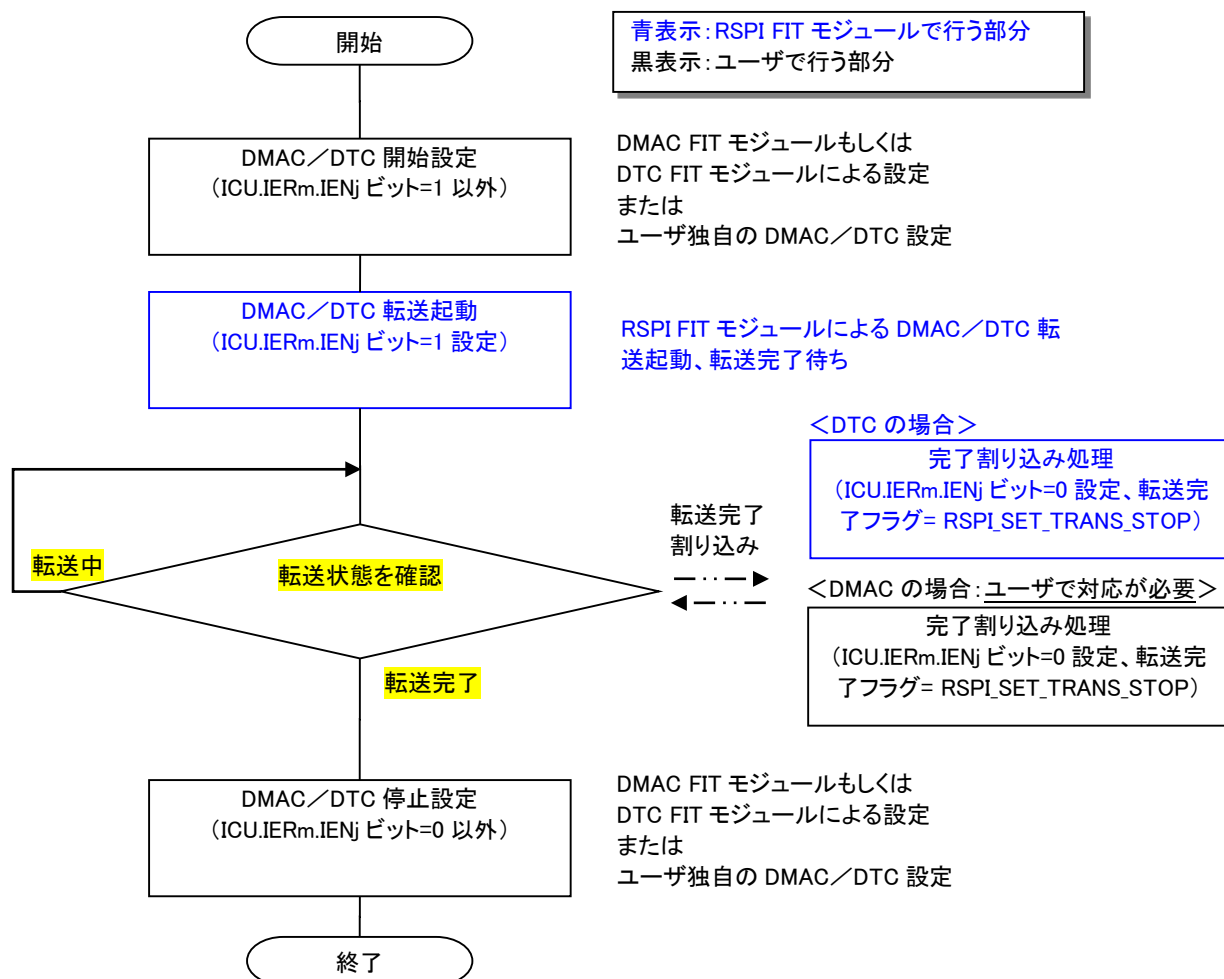 開始
青表示：RSPI FIT モジュールで行う部分
黒表示：ユーザで行う部分
DMAC／DTC 開始設定
（ICU.IERm.IENj ビット=1 以外）
DMAC FIT モジュールもしくは
DTC FIT モジュールによる設定
または
ユーザ独自の DMAC／DTC 設定
DMAC／DTC 転送起動
（ICU.IERm.IENj ビット=1 設定）
RSPI FIT モジュールによる DMAC／DTC 転
送起動、転送完了待ち
転送中
転送状態を確認
転送完了
転送完了
割り込み
＜DTC の場合＞
完了割り込み処理
（ICU.IERm.IENj ビット=0 設定、転送完
了フラグ= RSPI_SET_TRANS_STOP）
＜DMAC の場合：ユーザで対応が必要＞
完了割り込み処理
（ICU.IERm.IENj ビット=0 設定、転送完
了フラグ= RSPI_SET_TRANS_STOP）
DMAC／DTC 停止設定
（ICU.IERm.IENj ビット=0 以外）
DMAC FIT モジュールもしくは
DTC FIT モジュールによる設定
または
ユーザ独自の DMAC／DTC 設定
終了